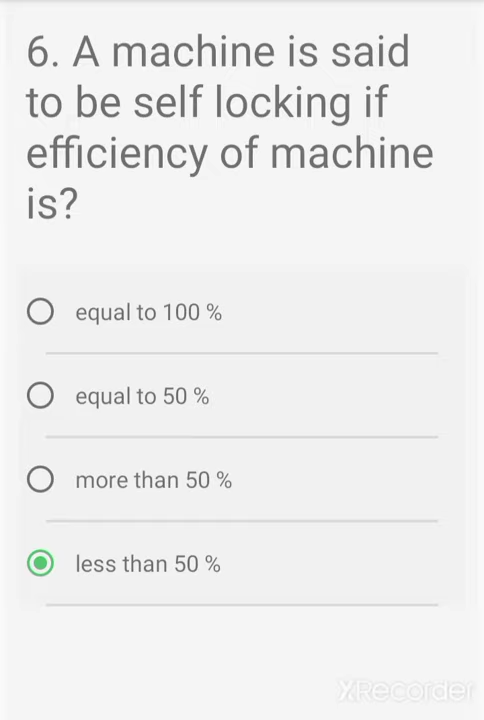 6. A machine is said
to be self locking if
efficiency of machine
is?
equal to 100 %
equal to 50 %
more than 50 %
less than 50 %
XRecorder